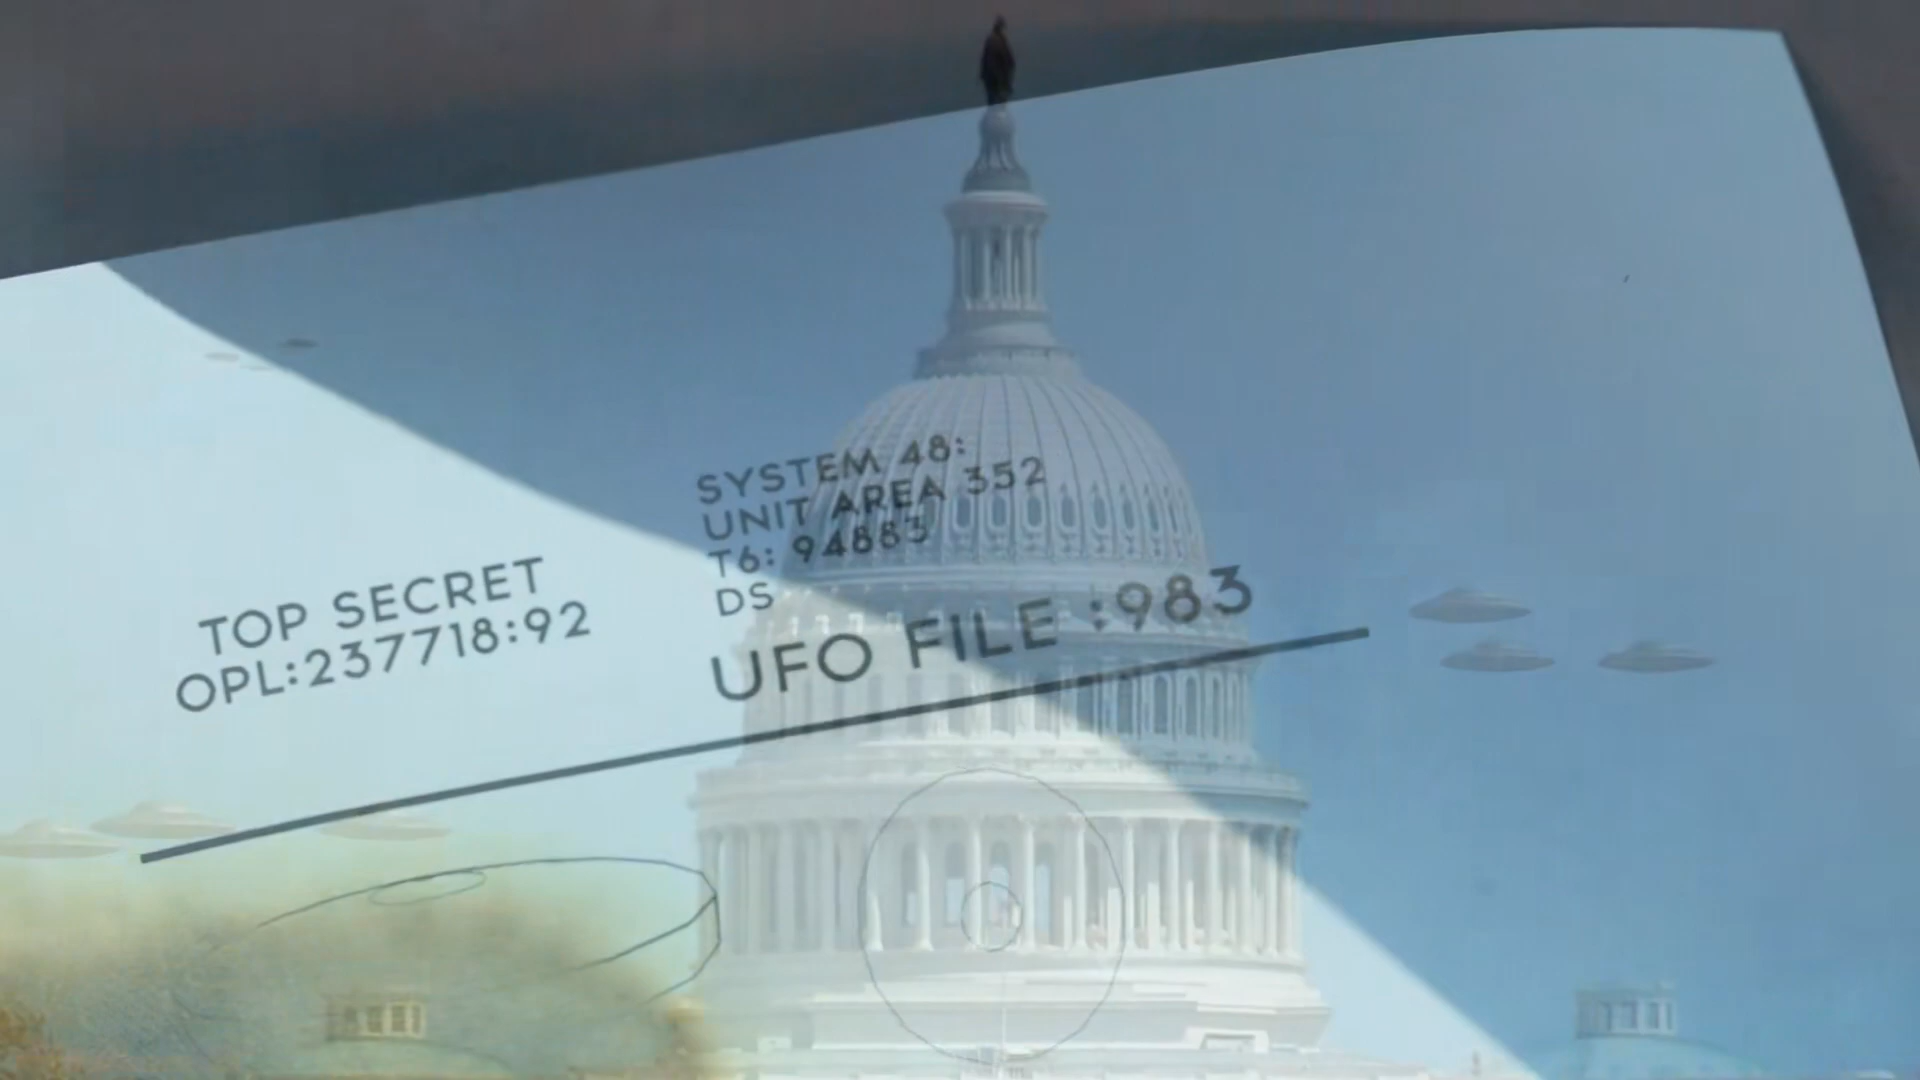 TOP SECRET
OPL:237718:92
SYSTEM 48:
UNIT AREA 352
T6: 94883
DS
UFO FILE :983